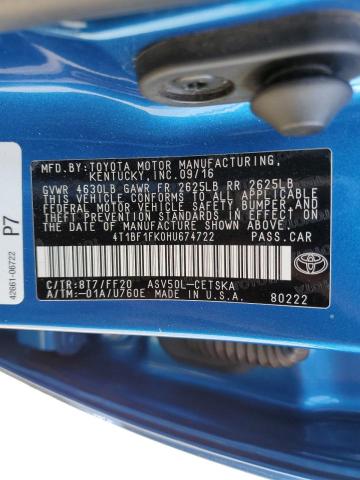 MFD. BY TOYOTA MOTOR MANUFACTURING,
KENTUCKY, INC. 09/16
GVWR 4630LB GAWR FR 2625LB RR 2625LB
THIS VEHICLE CONFORMS TO ALL APPLICABLE
FEDERAL MOTOR VEHICLE SAFETY, BUMPER, AND
THEFT PREVENTION STANDARDS IN EFFECT ON
THE DATE OF MANUFACTURE SHOWN ABOVE.
4T1BF1FK0HU674722 PASS.CAR
C/TR:8T7/FF20 ASV50L-CETSKA
A/TM:-01A/U760E MADE IN U.S.A.
80222
TOYOTA
P7
42661-06722